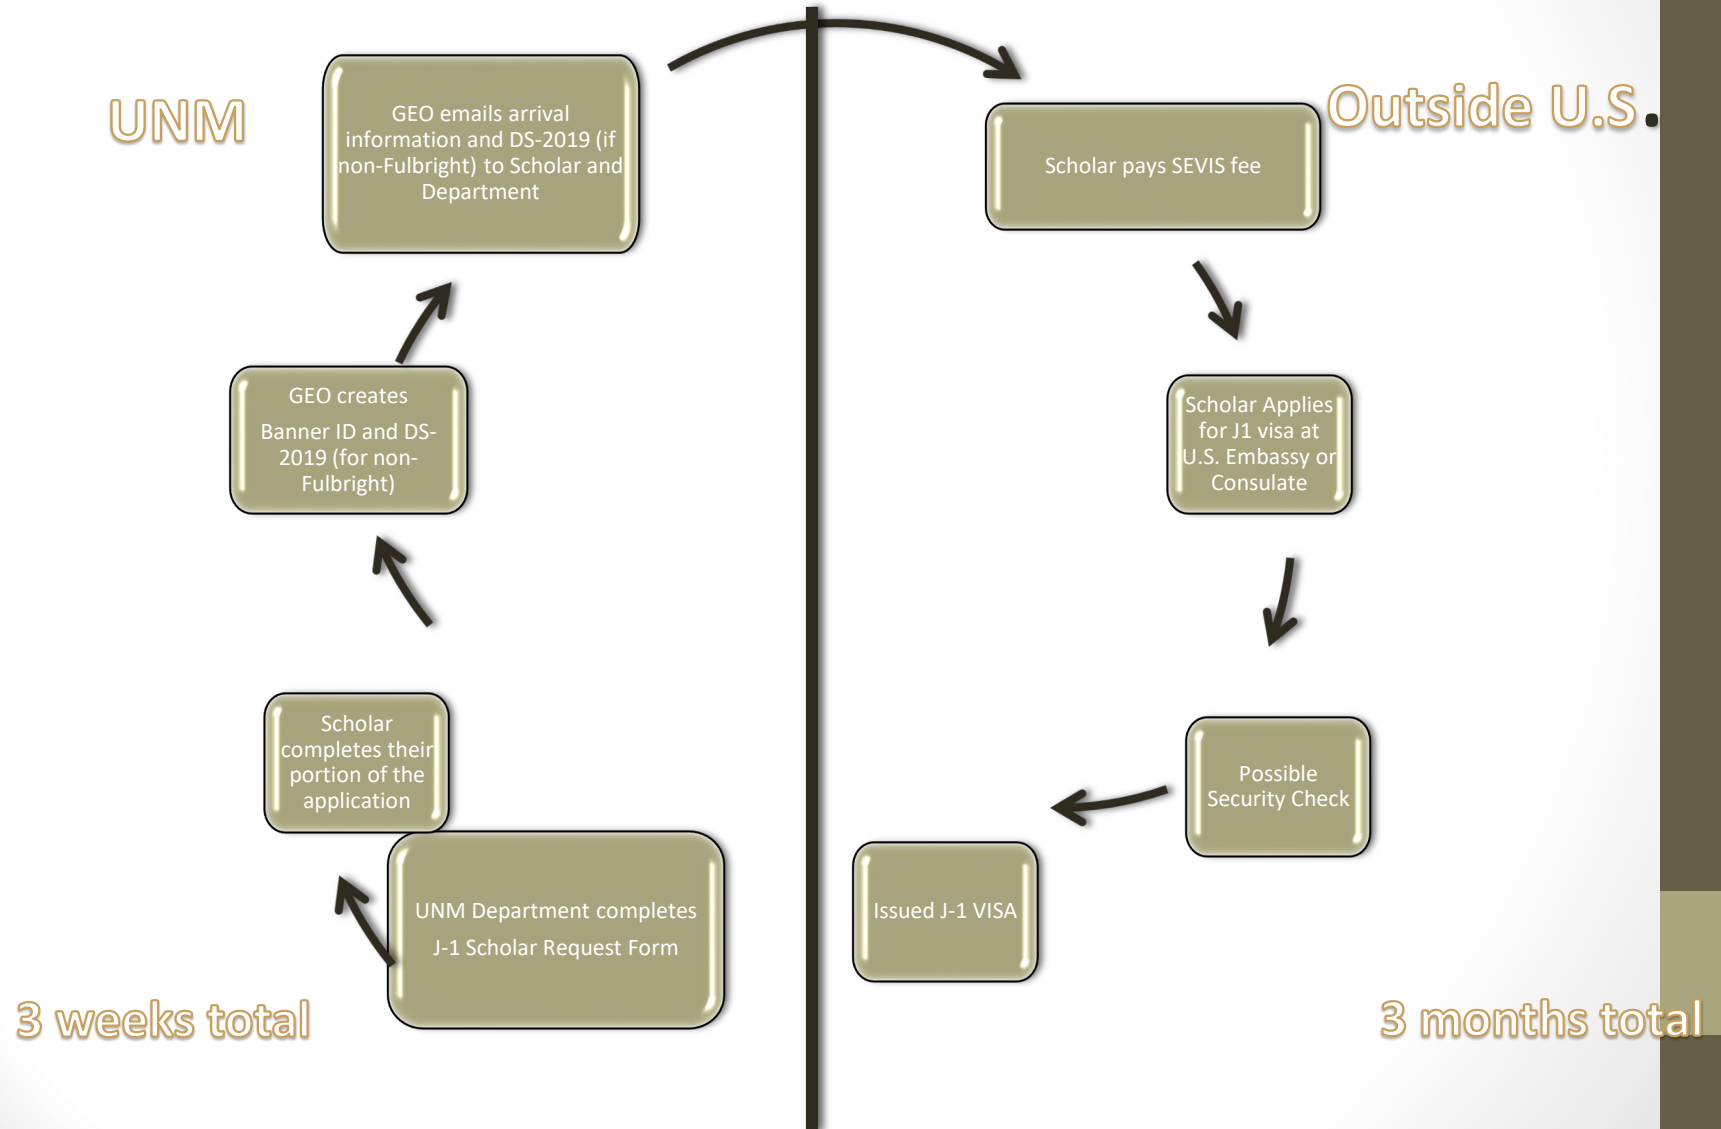 UNM
GEO emails arrival
information and DS-2019 (if
non-Fulbright) to Scholar and
Department
GEO creates
Banner ID and DS-
2019 (for non-
Fulbright)
Scholar
completes their
portion of the
application
UNM Department completes
J-1 Scholar Request Form
3 weeks total
Outside U.S.
Scholar pays SEVIS fee
Scholar Applies
for J1 visa at
U.S. Embassy or
Consulate
Possible
Security Check
Issued J-1 VISA
3 months total